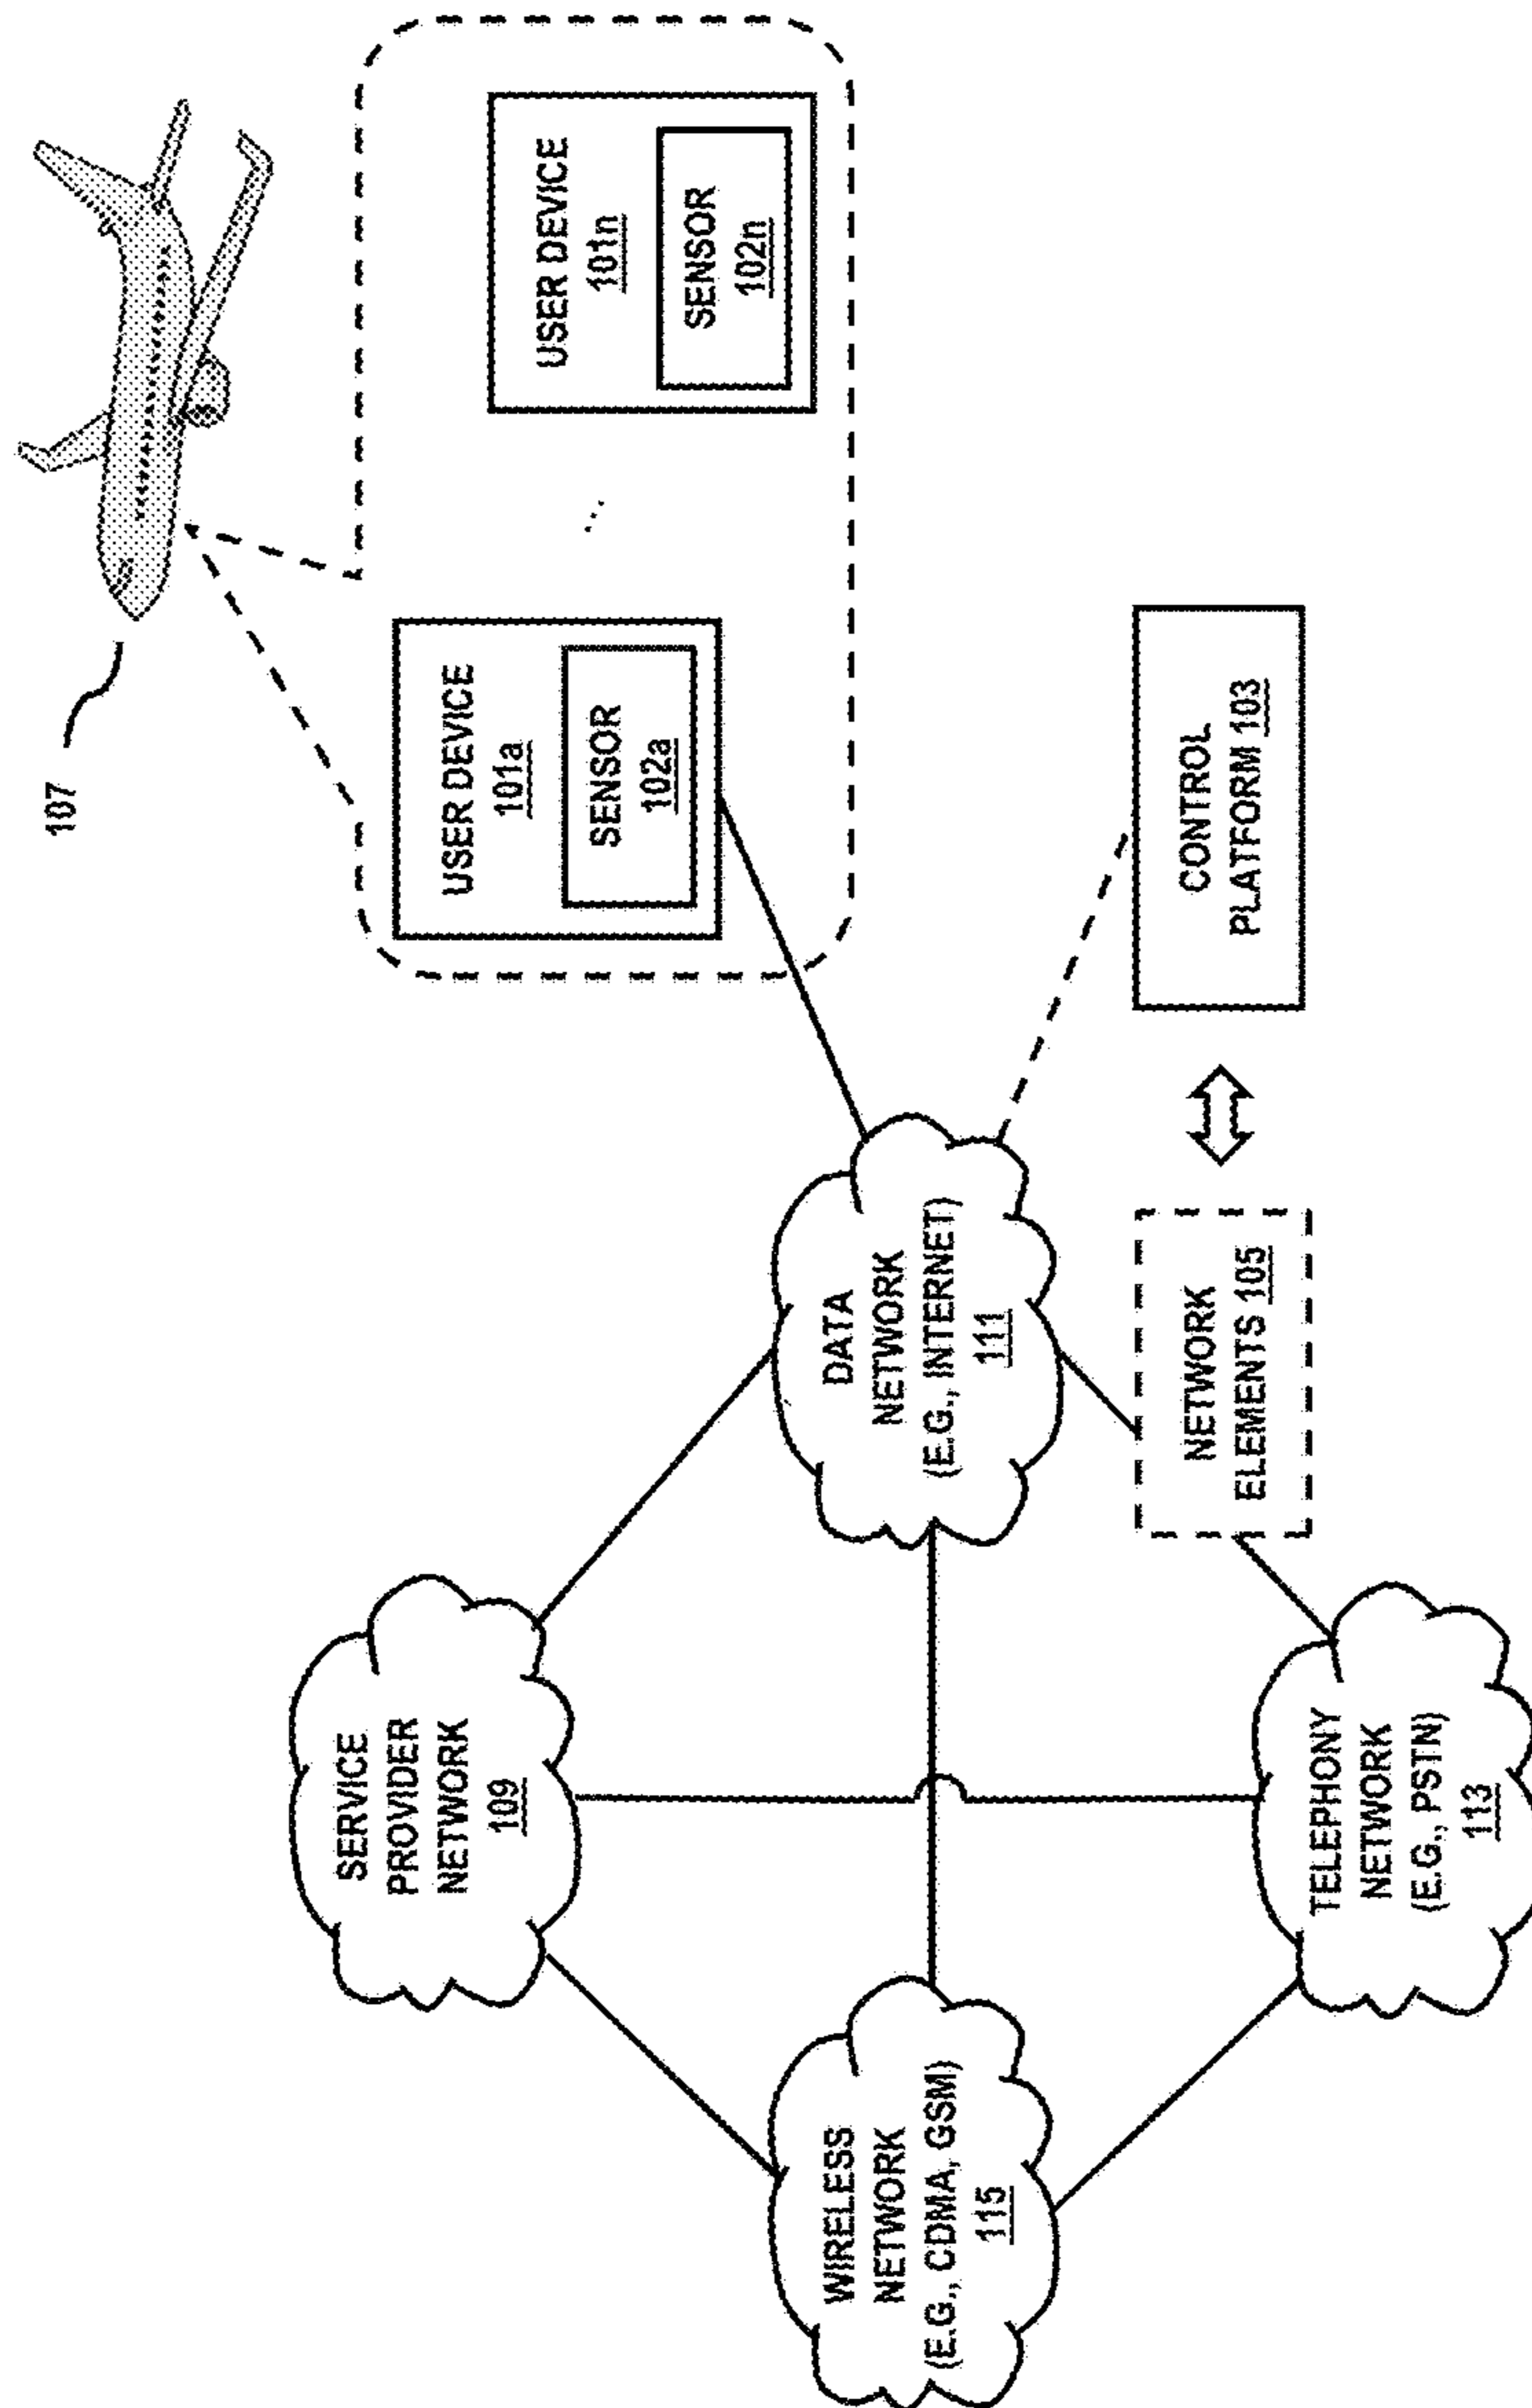 107
USER DEVICE
101a
SENSOR
102a
USER DEVICE
101n
SENSOR
102n
...
SERVICE
PROVIDER
NETWORK
109
DATA
NETWORK
(E.G., INTERNET)
111
WIRELESS
NETWORK
(E.G., CDMA, GSM)
115
CONTROL
PLATFORM 103
NETWORK
ELEMENTS 105
TELEPHONY
NETWORK
(E.G., PSTN)
113